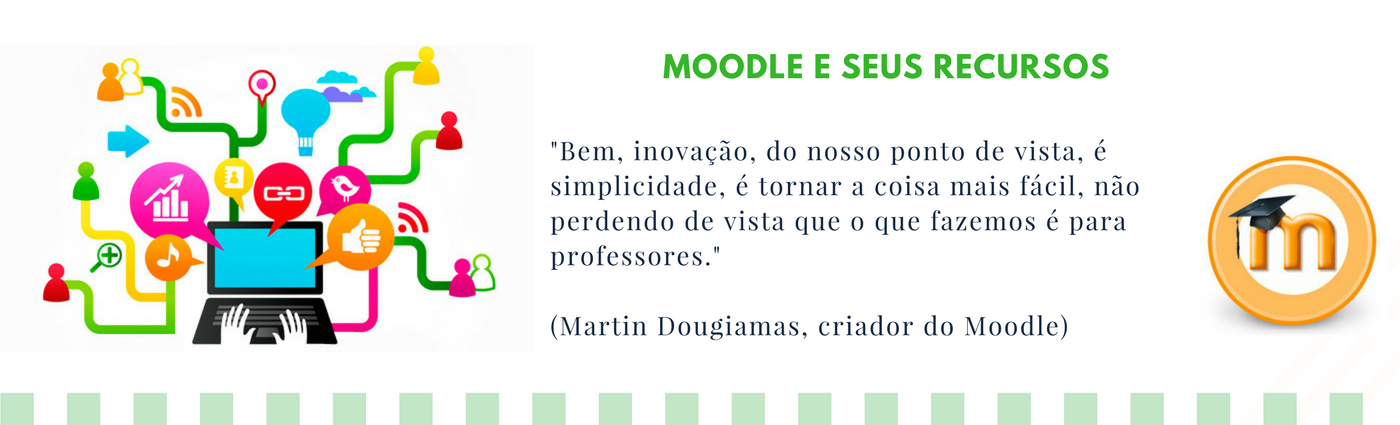 MOODLE E SEUS RECURSOS
"Bem, inovação, do nosso ponto de vista, é
simplicidade, é tornar a coisa mais fácil, não
perdendo de vista que o que fazemos é para
professores."
(Martin Dougiamas, criador do Moodle)
m